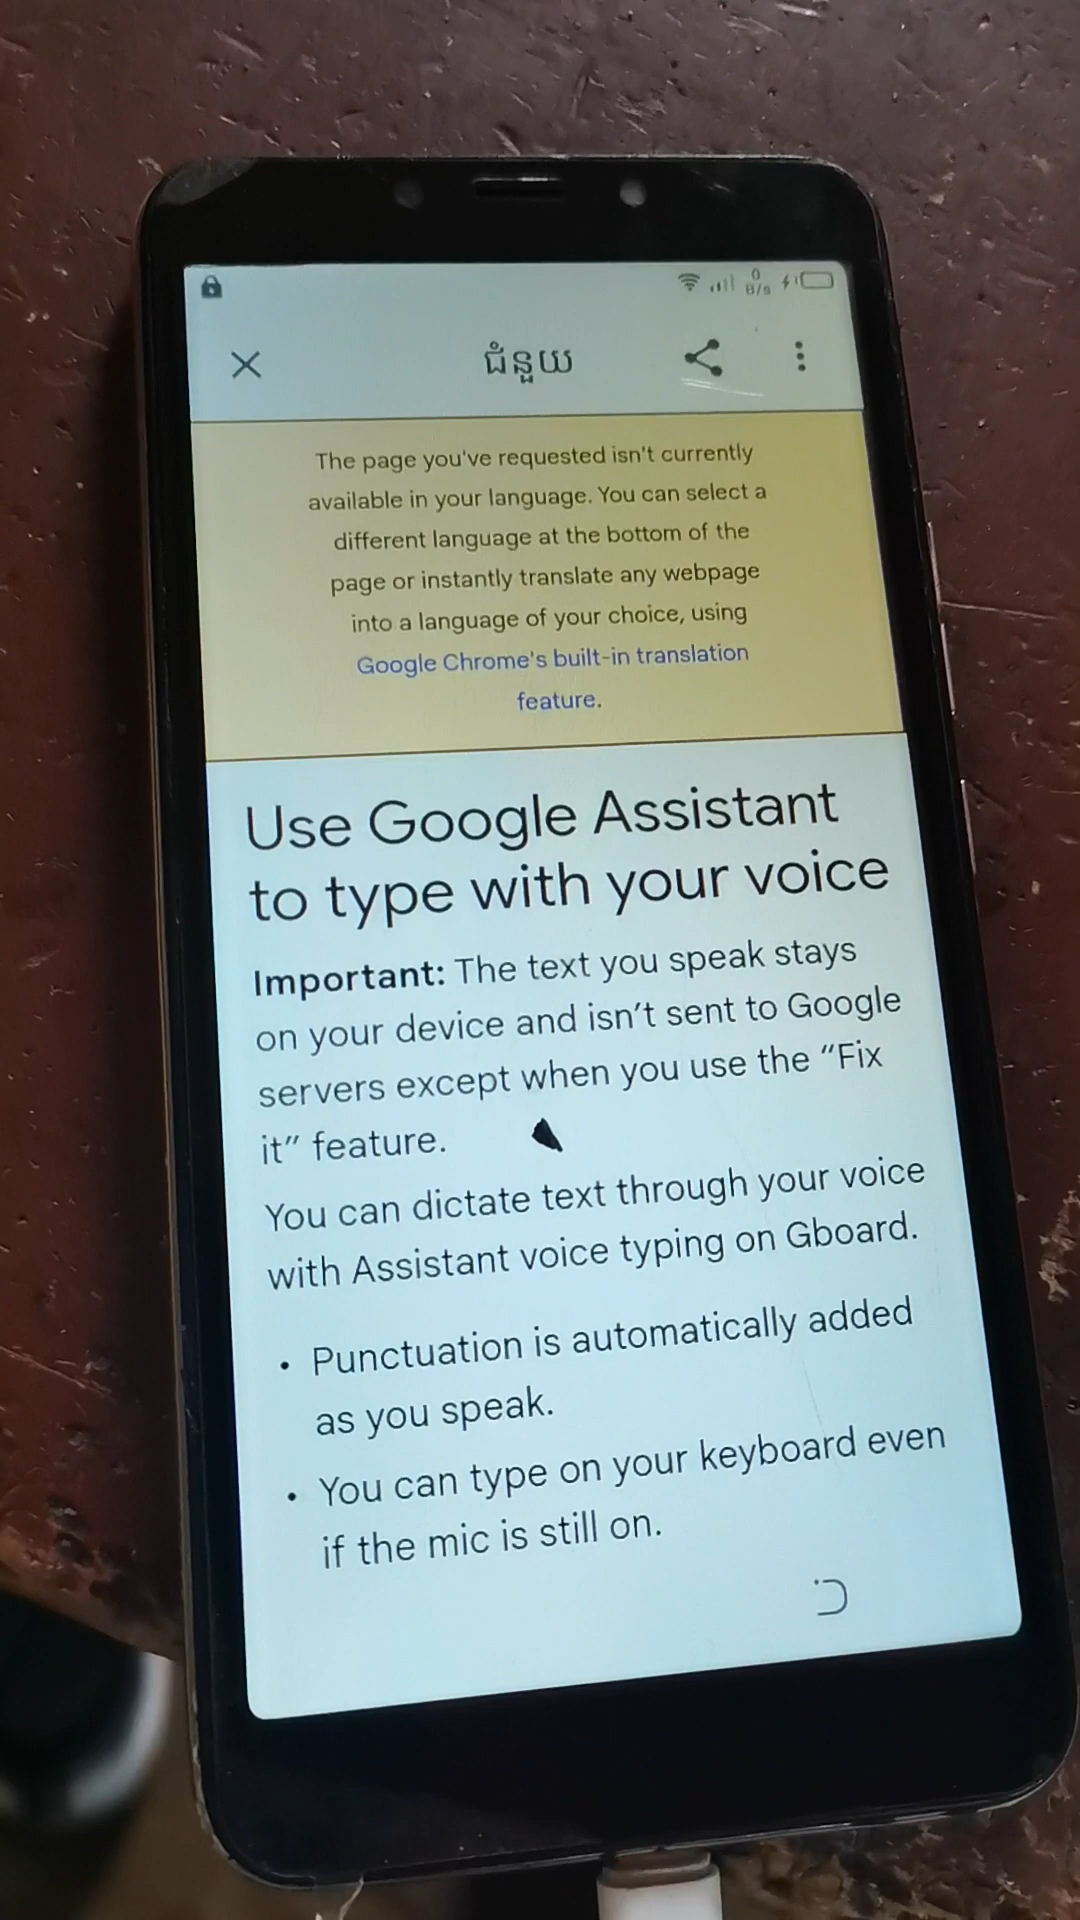 0
B/s
ជំនួយ
The page you've requested isn't currently
available in your language. You can select a
different language at the bottom of the
page or instantly translate any webpage
into a language of your choice, using
Google Chrome's built-in translation
feature.
Use Google Assistant
to type with your voice
Important: The text you speak stays
on your device and isn’t sent to Google
servers except when you use the “Fix
it” feature.
You can dictate text through your voice
with Assistant voice typing on Gboard.
• Punctuation is automatically added
as you speak.
• You can type on your keyboard even
if the mic is still on.